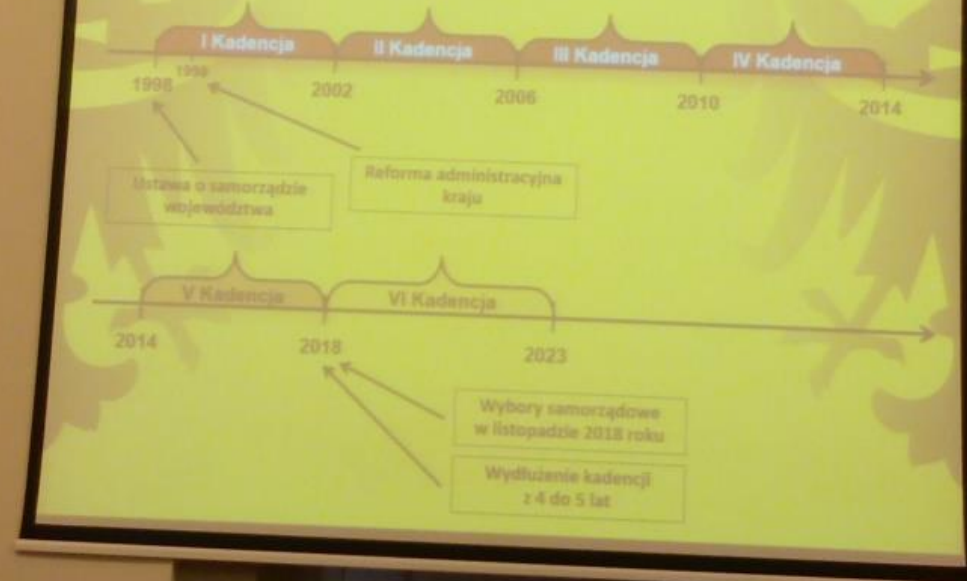 I Kadencja
II Kadencja
III Kadencja
IV Kadencja
1998
1999
2002
2006
2010
2014
Ustawa o samorządzie
województwa
Reforma administracyjna
kraju
V Kadencja
VI Kadencja
2014
2018
2023
Wybory samorządowe
w listopadzie 2018 roku
Wydłużenie kadencji
z 4 do 5 lat